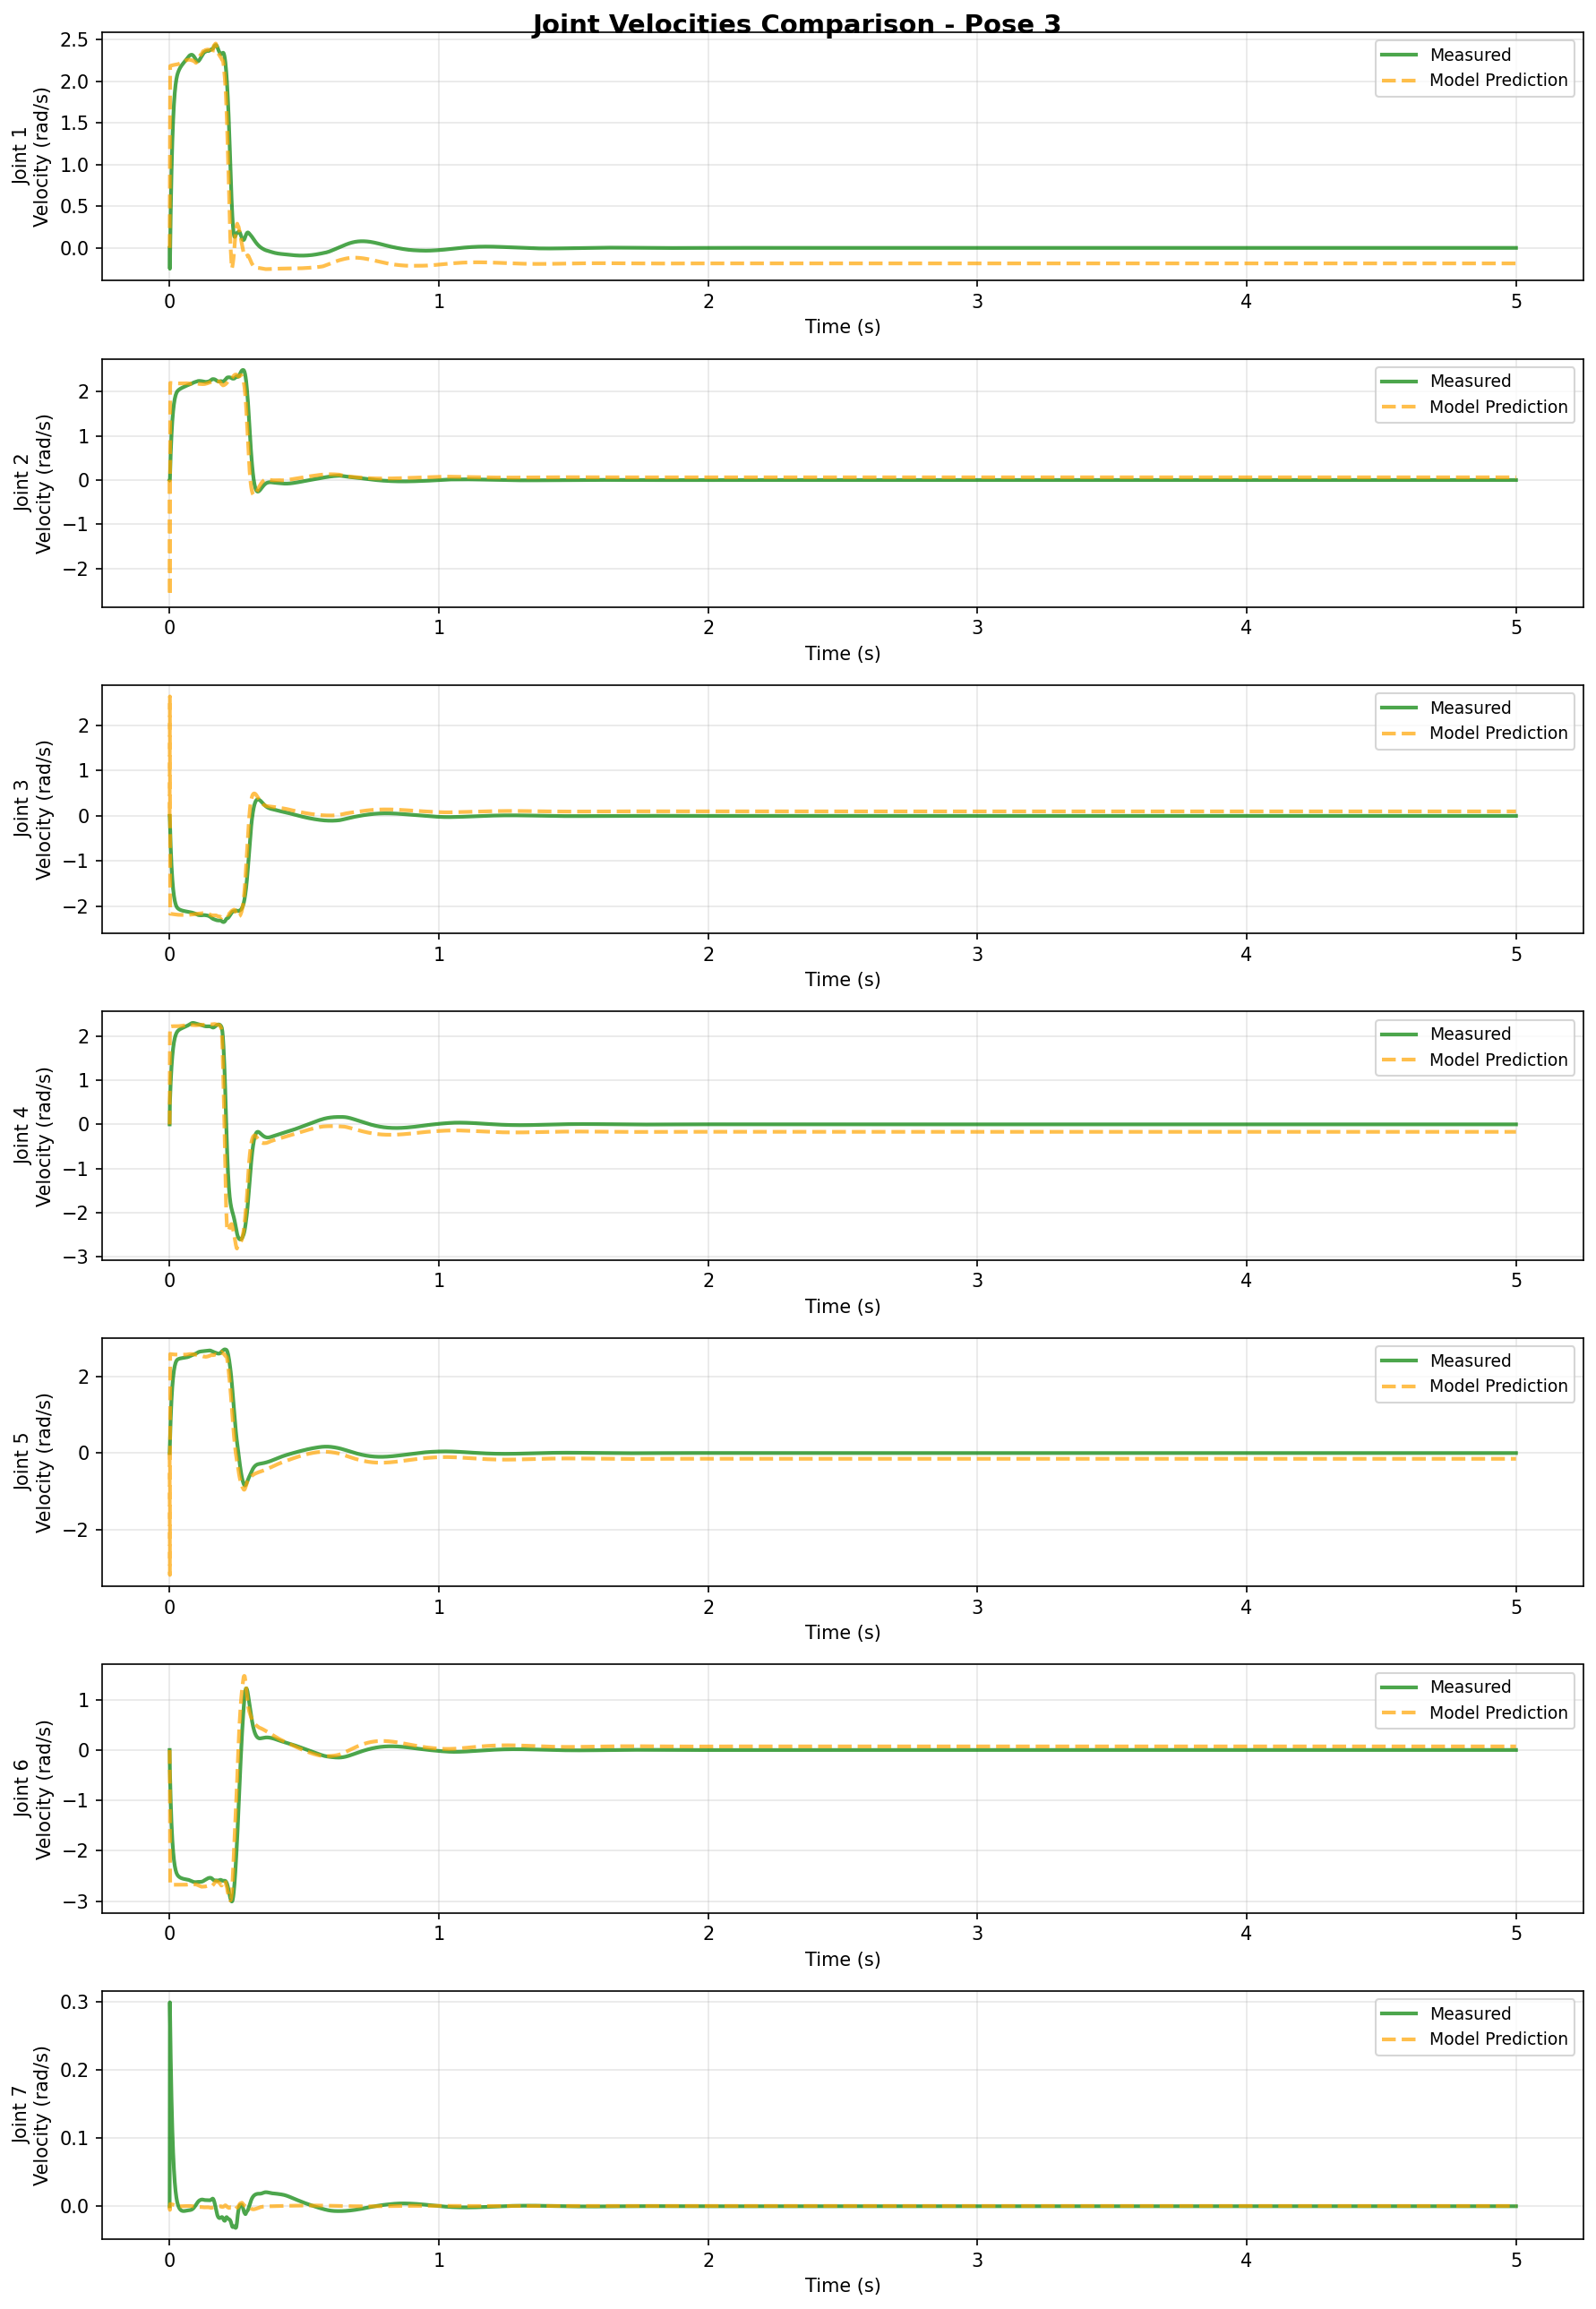 Joint Velocities Comparison - Pose 3
Joint 1
Velocity (rad/s)
2.5
2.0
1.5
1.0
0.5
0.0
Measured
Model Prediction
0 1 2 3 4 5
Time (s)
Joint 2
Velocity (rad/s)
2
1
0
−1
−2
Measured
Model Prediction
0 1 2 3 4 5
Time (s)
Joint 3
Velocity (rad/s)
2
1
0
−1
−2
Measured
Model Prediction
0 1 2 3 4 5
Time (s)
Joint 4
Velocity (rad/s)
2
1
0
−1
−2
−3
Measured
Model Prediction
0 1 2 3 4 5
Time (s)
Joint 5
Velocity (rad/s)
2
0
−2
Measured
Model Prediction
0 1 2 3 4 5
Time (s)
Joint 6
Velocity (rad/s)
1
0
−1
−2
−3
Measured
Model Prediction
0 1 2 3 4 5
Time (s)
Joint 7
Velocity (rad/s)
0.3
0.2
0.1
0.0
Measured
Model Prediction
0 1 2 3 4 5
Time (s)